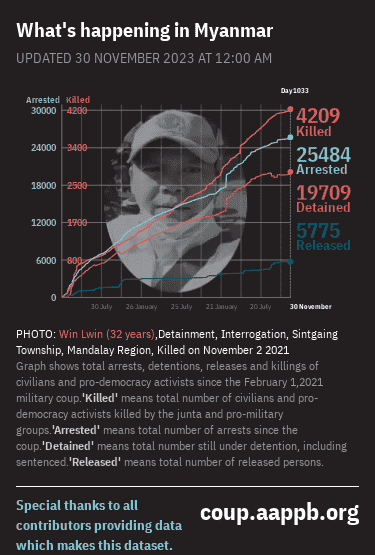 What's happening in Myanmar
UPDATED 30 NOVEMBER 2023 AT 12:00 AM
Day1033
Arrested Killed
30000 4200
4209
Killed
24000 3400
25484
Arrested
18000 2500
19709
Detained
12000 1700
5775
Released
6000 800
0
30 July 26 January 25 July 21 January 20 July 30 November
PHOTO: Win Lwin (32 years),Detainment, Interrogation, Sintgaing
Township, Mandalay Region, Killed on November 2 2021
Graph shows total arrests, detentions, releases and killings of
civilians and pro-democracy activists since the February 1,2021
military coup.'Killed' means total number of civilians and pro-
democracy activists killed by the junta and pro-military
groups.'Arrested' means total number of arrests since the
coup.'Detained' means total number still under detention, including
sentenced.'Released' means total number of released persons.
Special thanks to all
contributors providing data
which makes this dataset.
coup.aappb.org